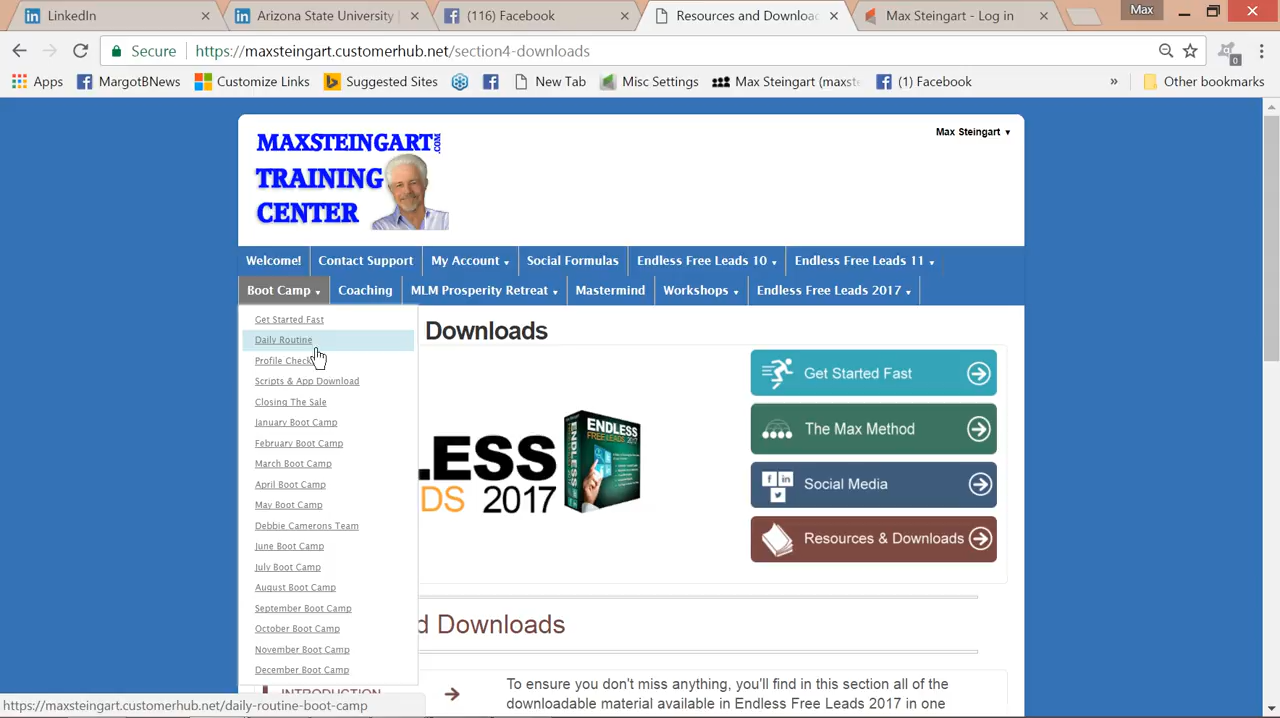 LinkedIn
Arizona State University
(116) Facebook
Resources and Download
Max Steingart - Log in
Max
Secure
https://maxsteingart.customerhub.net/section4-downloads
0
Apps
MargotBNews
Customize Links
Suggested Sites
New Tab
Misc Settings
Max Steingart (maxste
(1) Facebook
»
Other bookmarks
MAXSTEINGART.COM
TRAINING
CENTER
Max Steingart ▼
Welcome!
Contact Support
My Account
Social Formulas
Endless Free Leads 10
Endless Free Leads 11
Boot Camp
Coaching
MLM Prosperity Retreat
Mastermind
Workshops
Endless Free Leads 2017
Get Started Fast
Daily Routine
Profile Check
Scripts & App Download
Closing The Sale
January Boot Camp
February Boot Camp
March Boot Camp
April Boot Camp
May Boot Camp
Debbie Camerons Team
June Boot Camp
July Boot Camp
August Boot Camp
September Boot Camp
October Boot Camp
November Boot Camp
December Boot Camp
Downloads
LESS
DS 2017
ENDLESS
FREE LEADS 2017
Get Started Fast
The Max Method
Social Media
Resources & Downloads
d Downloads
INTRODUCTION
To ensure you don't miss anything, you'll find in this section all of the
downloadable material available in Endless Free Leads 2017 in one
https://maxsteingart.customerhub.net/daily-routine-boot-camp